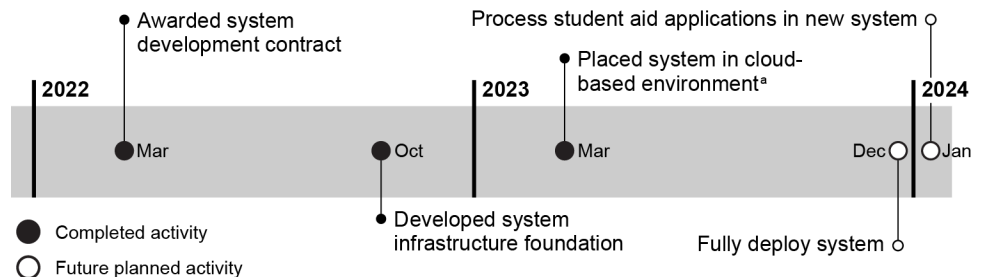 Awarded system
development contract
Process student aid applications in new system
Placed system in cloud-
based environmentᵃ
2022
2023
2024
Mar
Oct
Mar
Dec
Jan
Developed system
infrastructure foundation
Fully deploy system
Completed activity
Future planned activity